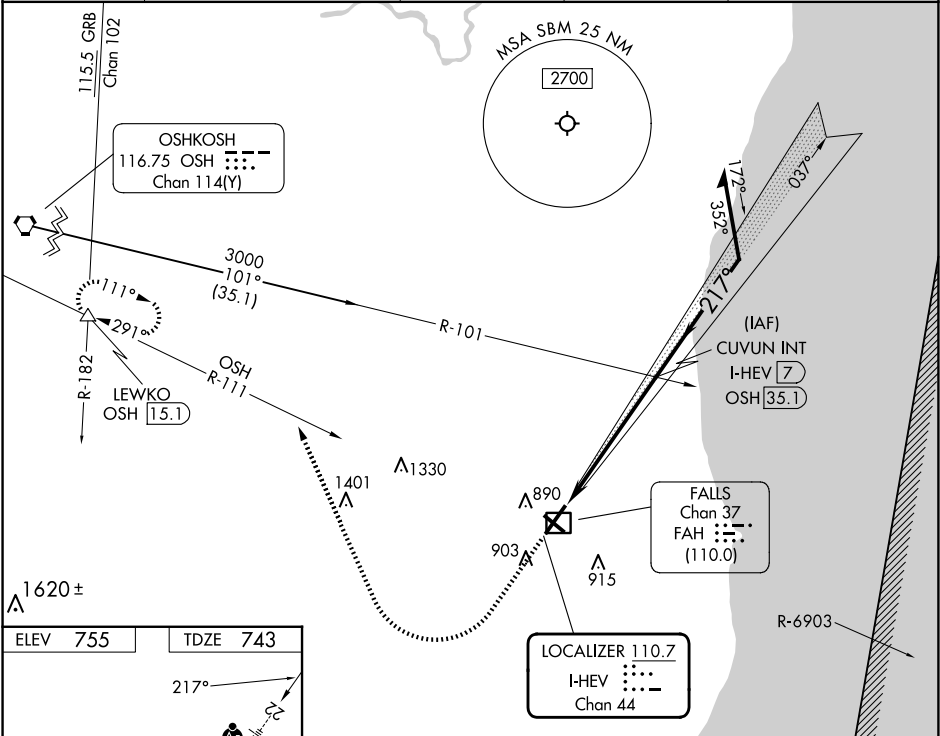 115.5 GRB
Chan 102
MSA SBM 25 NM
2700
OSHKOSH
116.75 OSH
Chan 114(Y)
172°
352°
037°
3000
101°
(35.1)
217°
R-101
111°
291°
(IAF)
CUVUN INT
I-HEV 7
OSH 35.1
OSH
R-111
R-182
LEWKO
OSH 15.1
1330
1401
890
FALLS
Chan 37
FAH
(110.0)
903
915
1620 ±
R-6903
ELEV 755
TDZE 743
LOCALIZER 110.7
I-HEV
Chan 44
217°
22